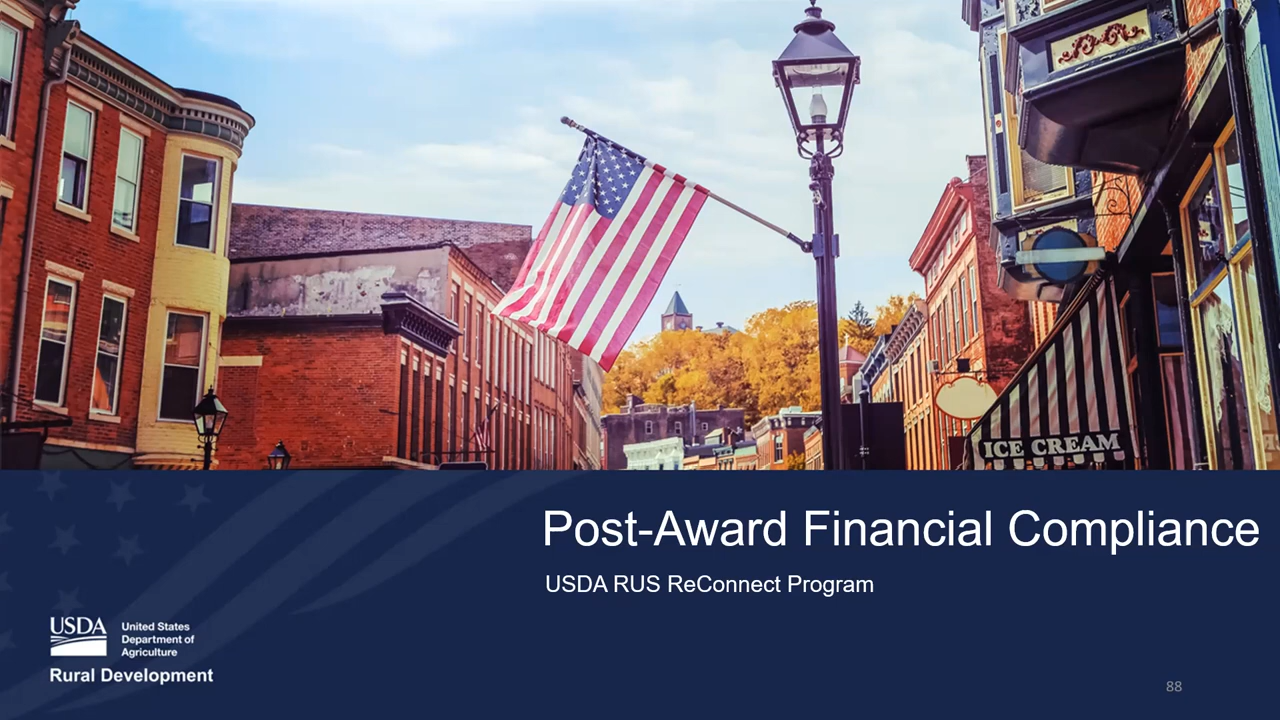 ICE CREAM
Post-Award Financial Compliance
USDA RUS ReConnect Program
USDA
United States
Department of
Agriculture
Rural Development
88